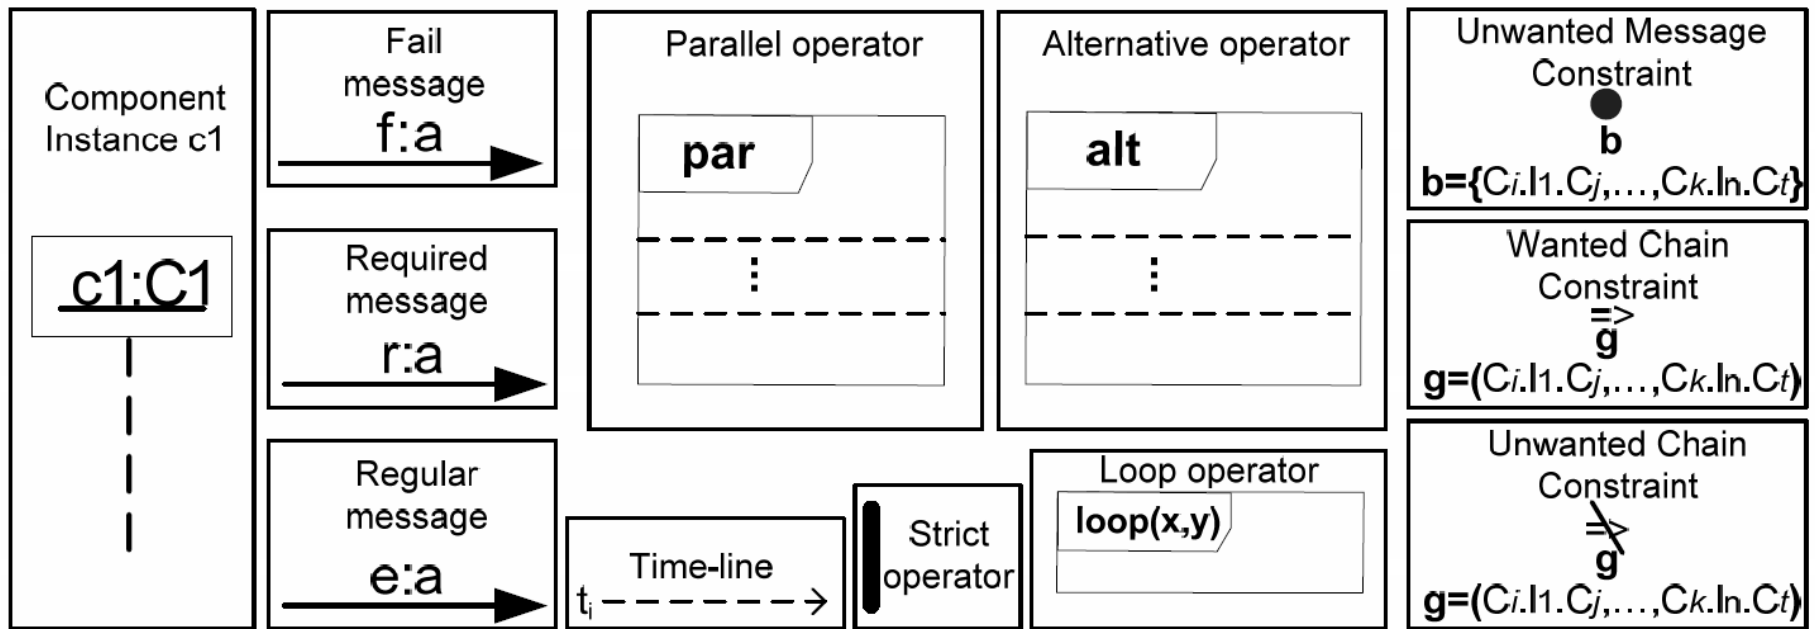 Component
Instance c1
c1:C1
Fail
message
f:a
Required
message
r:a
Regular
message
e:a
Parallel operator
par
Alternative operator
alt
Time-line
ti
Strict
operator
Loop operator
loop(x,y)
Unwanted Message
Constraint
b
b={Ci.l1.Cj,...,Ck.ln.Ct}
Wanted Chain
Constraint
=>
g
g=(Ci.l1.Cj,...,Ck.ln.Ct)
Unwanted Chain
Constraint
=>
g
g=(Ci.l1.Cj,...,Ck.ln.Ct)